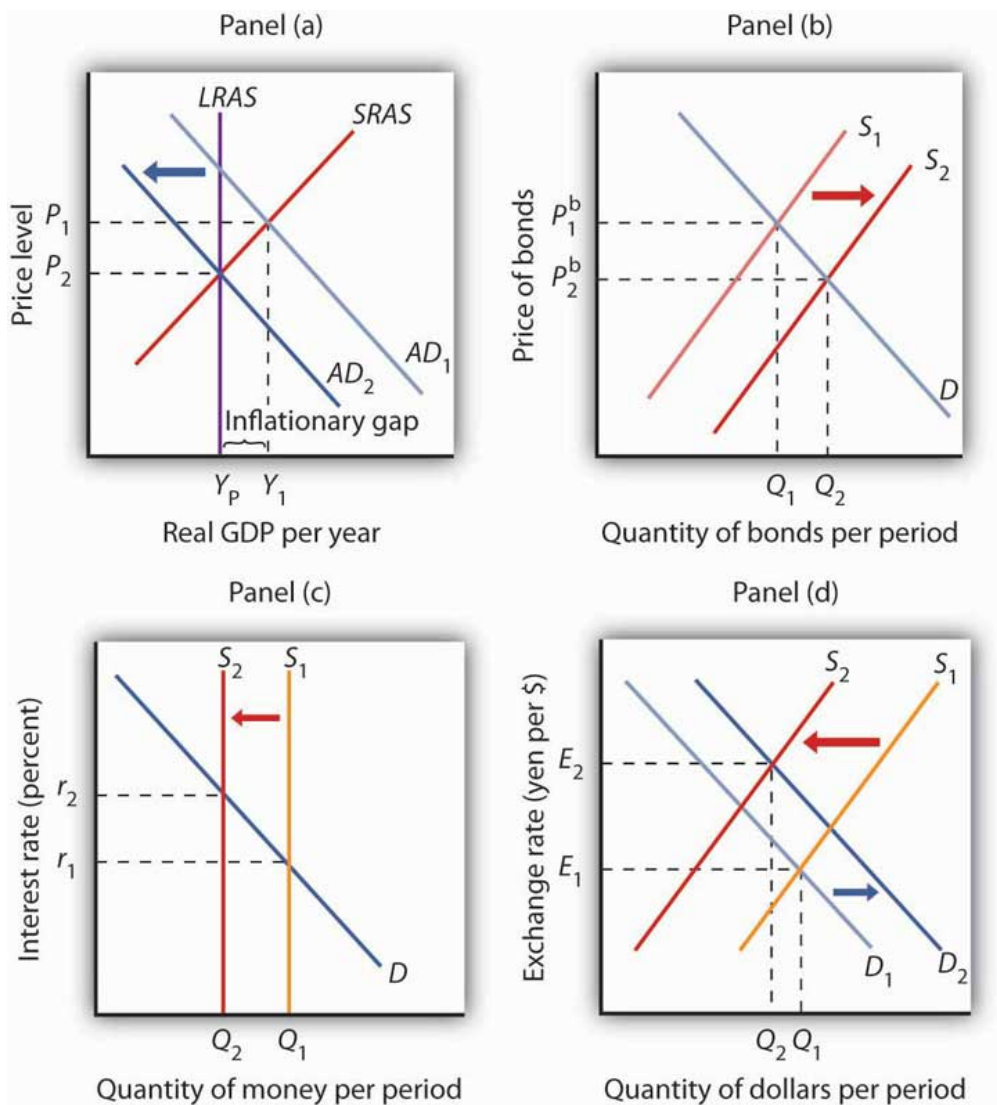 Panel (a)
Price level
LRAS
SRAS
P1
P2
AD1
AD2
Inflationary gap
YP Y1
Real GDP per year
Panel (b)
Price of bonds
S1
S2
Pb1
Pb2
D
Q1 Q2
Quantity of bonds per period
Panel (c)
Interest rate (percent)
S2 S1
r2
r1
D
Q2 Q1
Quantity of money per period
Panel (d)
Exchange rate (yen per $)
S2 S1
E2
E1
D1 D2
Q2 Q1
Quantity of dollars per period